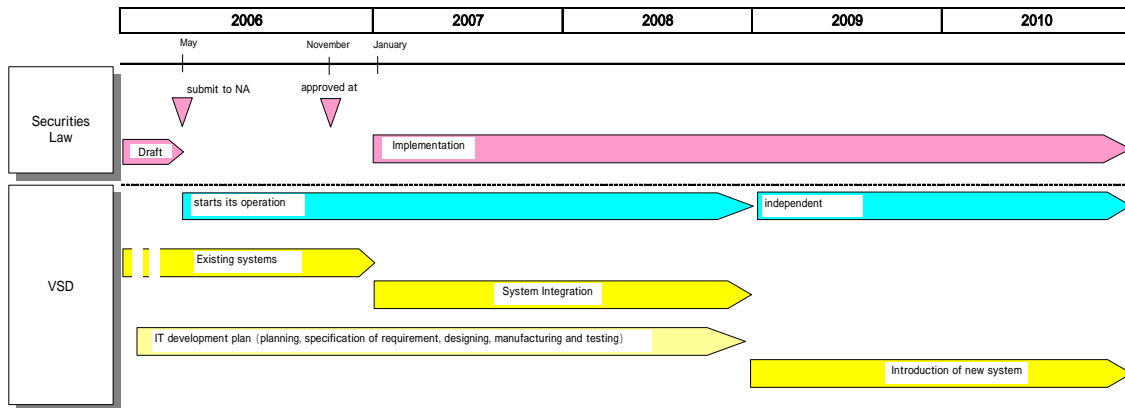 2006 2007 2008 2009 2010
May November January
submit to NA approved at
Securities
Law
Draft Implementation
starts its operation independent
Existing systems
VSD
System Integration
IT development plan (planning, specification of requirement, designing, manufacturing and testing)
Introduction of new system